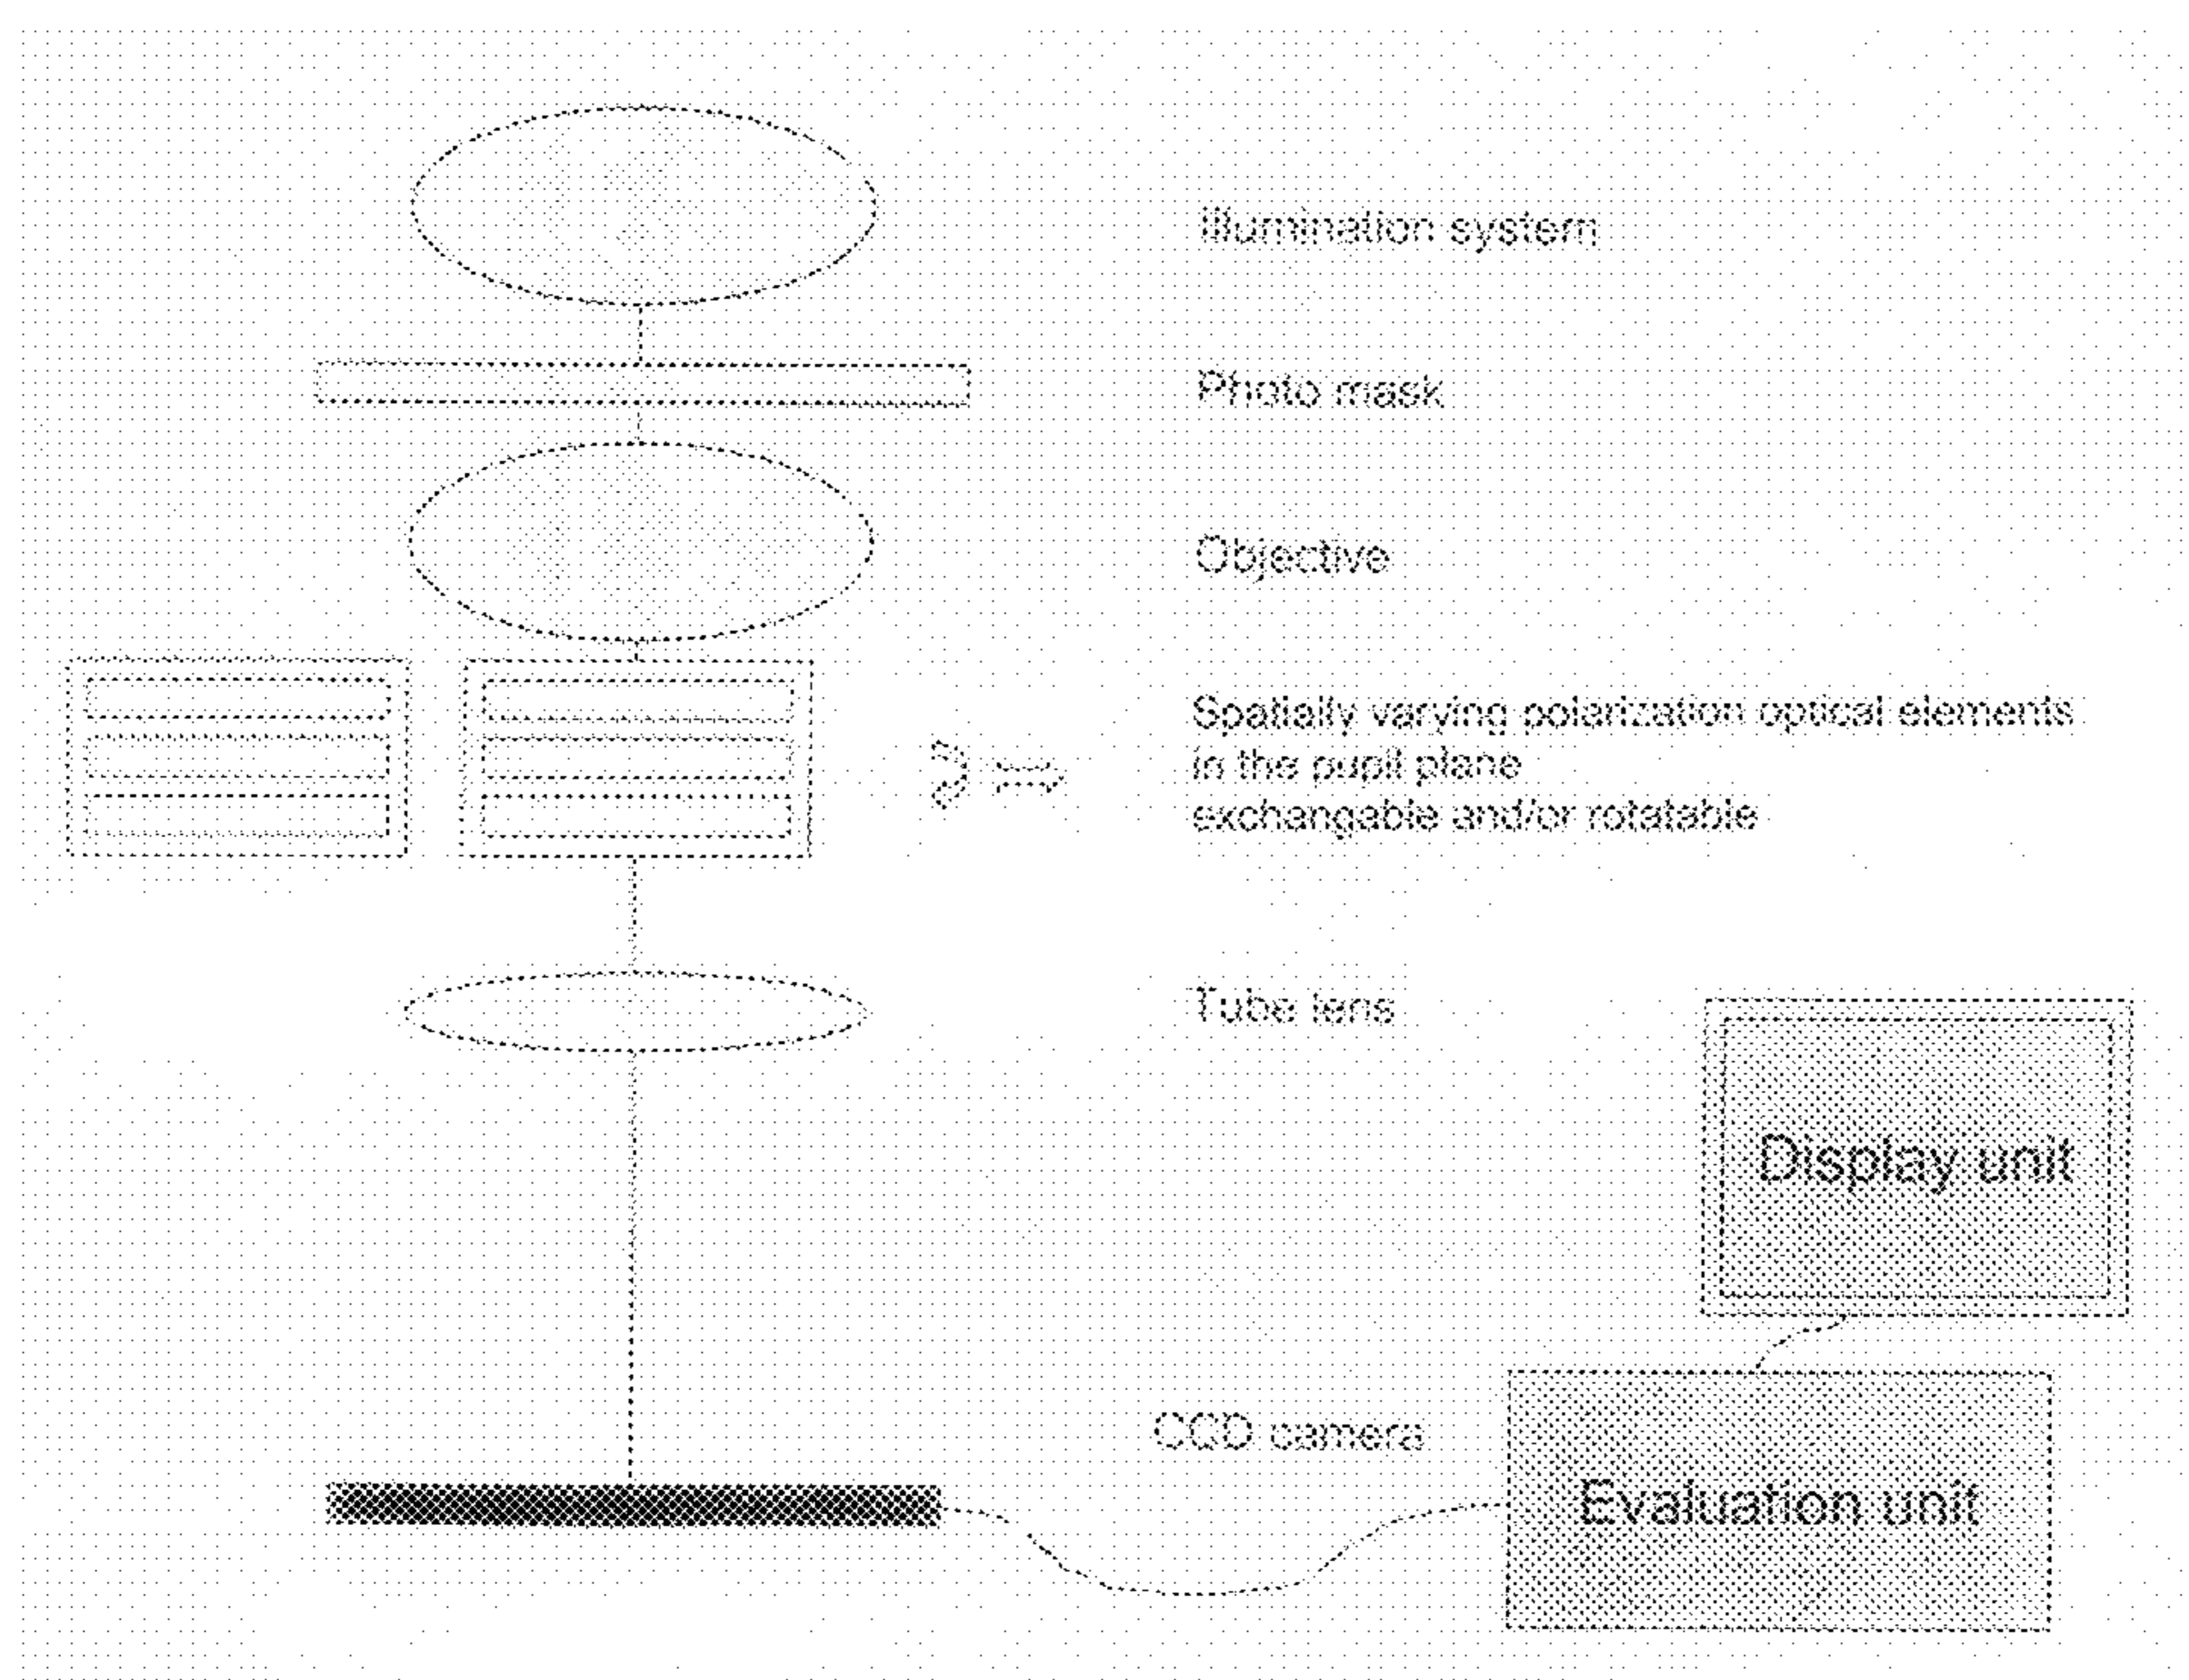 Illumination system
Photo mask
Objective
Spatially varying polarization optical elements
in the pupil plane
exchangable and/or rotatable
Tube lens
Display unit
CCD camera
Evaluation unit